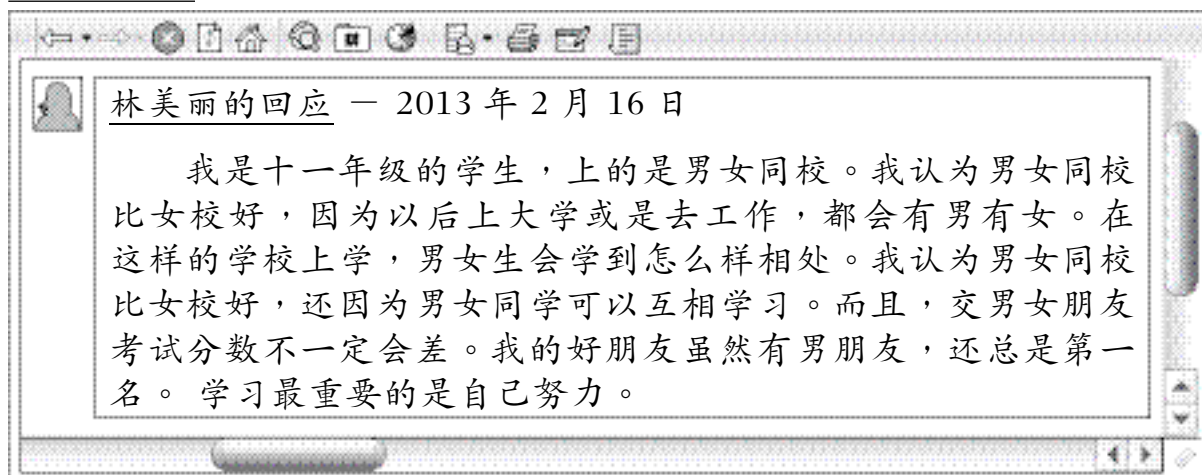 林美丽的回应 － 2013 年 2 月 16 日
我是十一年级的学生，上的是男女同校。我认为男女同校
比女校好，因为以后上大学或是去工作，都会有男有女。在
这样的学校上学，男女生会学到怎么样相处。我认为男女同校
比女校好，还因为男女同学可以互相学习。而且，交男女朋友
考试分数不一定会差。我的好朋友虽然有男朋友，还总是第一
名。 学习最重要的是自己努力。